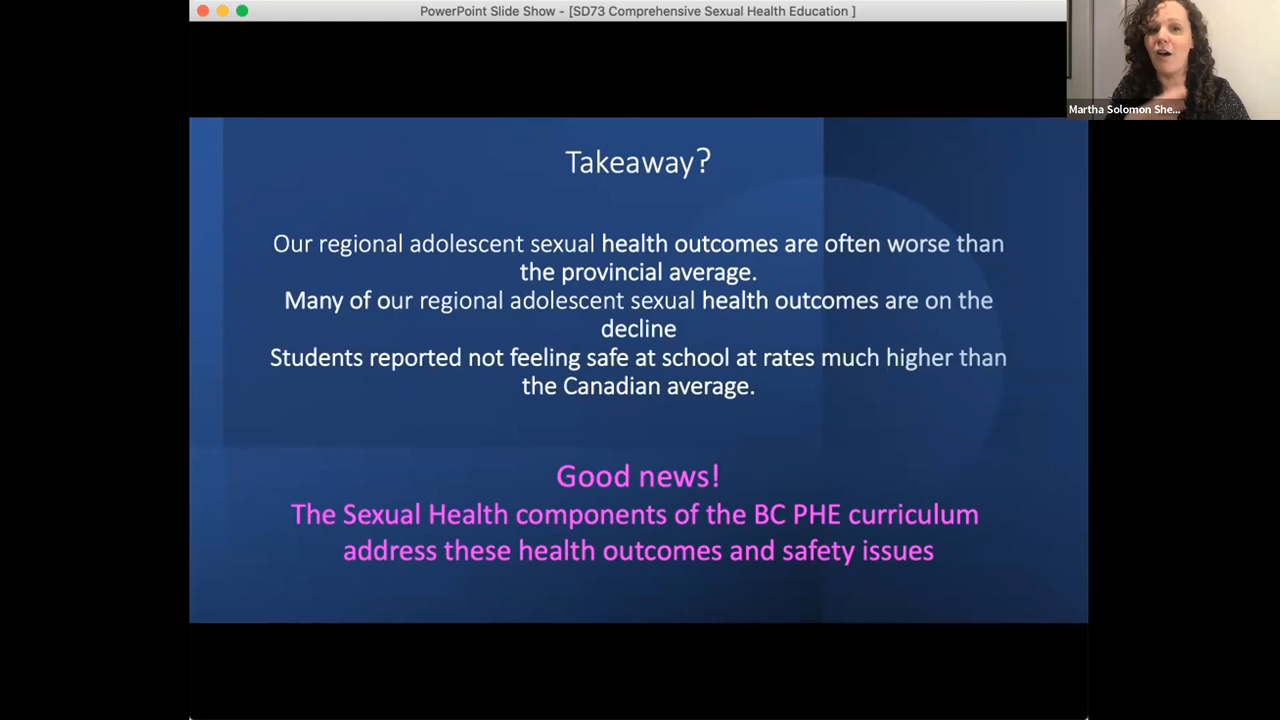 PowerPoint Slide Show - [SD73 Comprehensive Sexual Health Education ]
Martha Solomon She...
Takeaway?
Our regional adolescent sexual health outcomes are often worse than
the provincial average.
Many of our regional adolescent sexual health outcomes are on the
decline
Students reported not feeling safe at school at rates much higher than
the Canadian average.
Good news!
The Sexual Health components of the BC PHE curriculum
address these health outcomes and safety issues